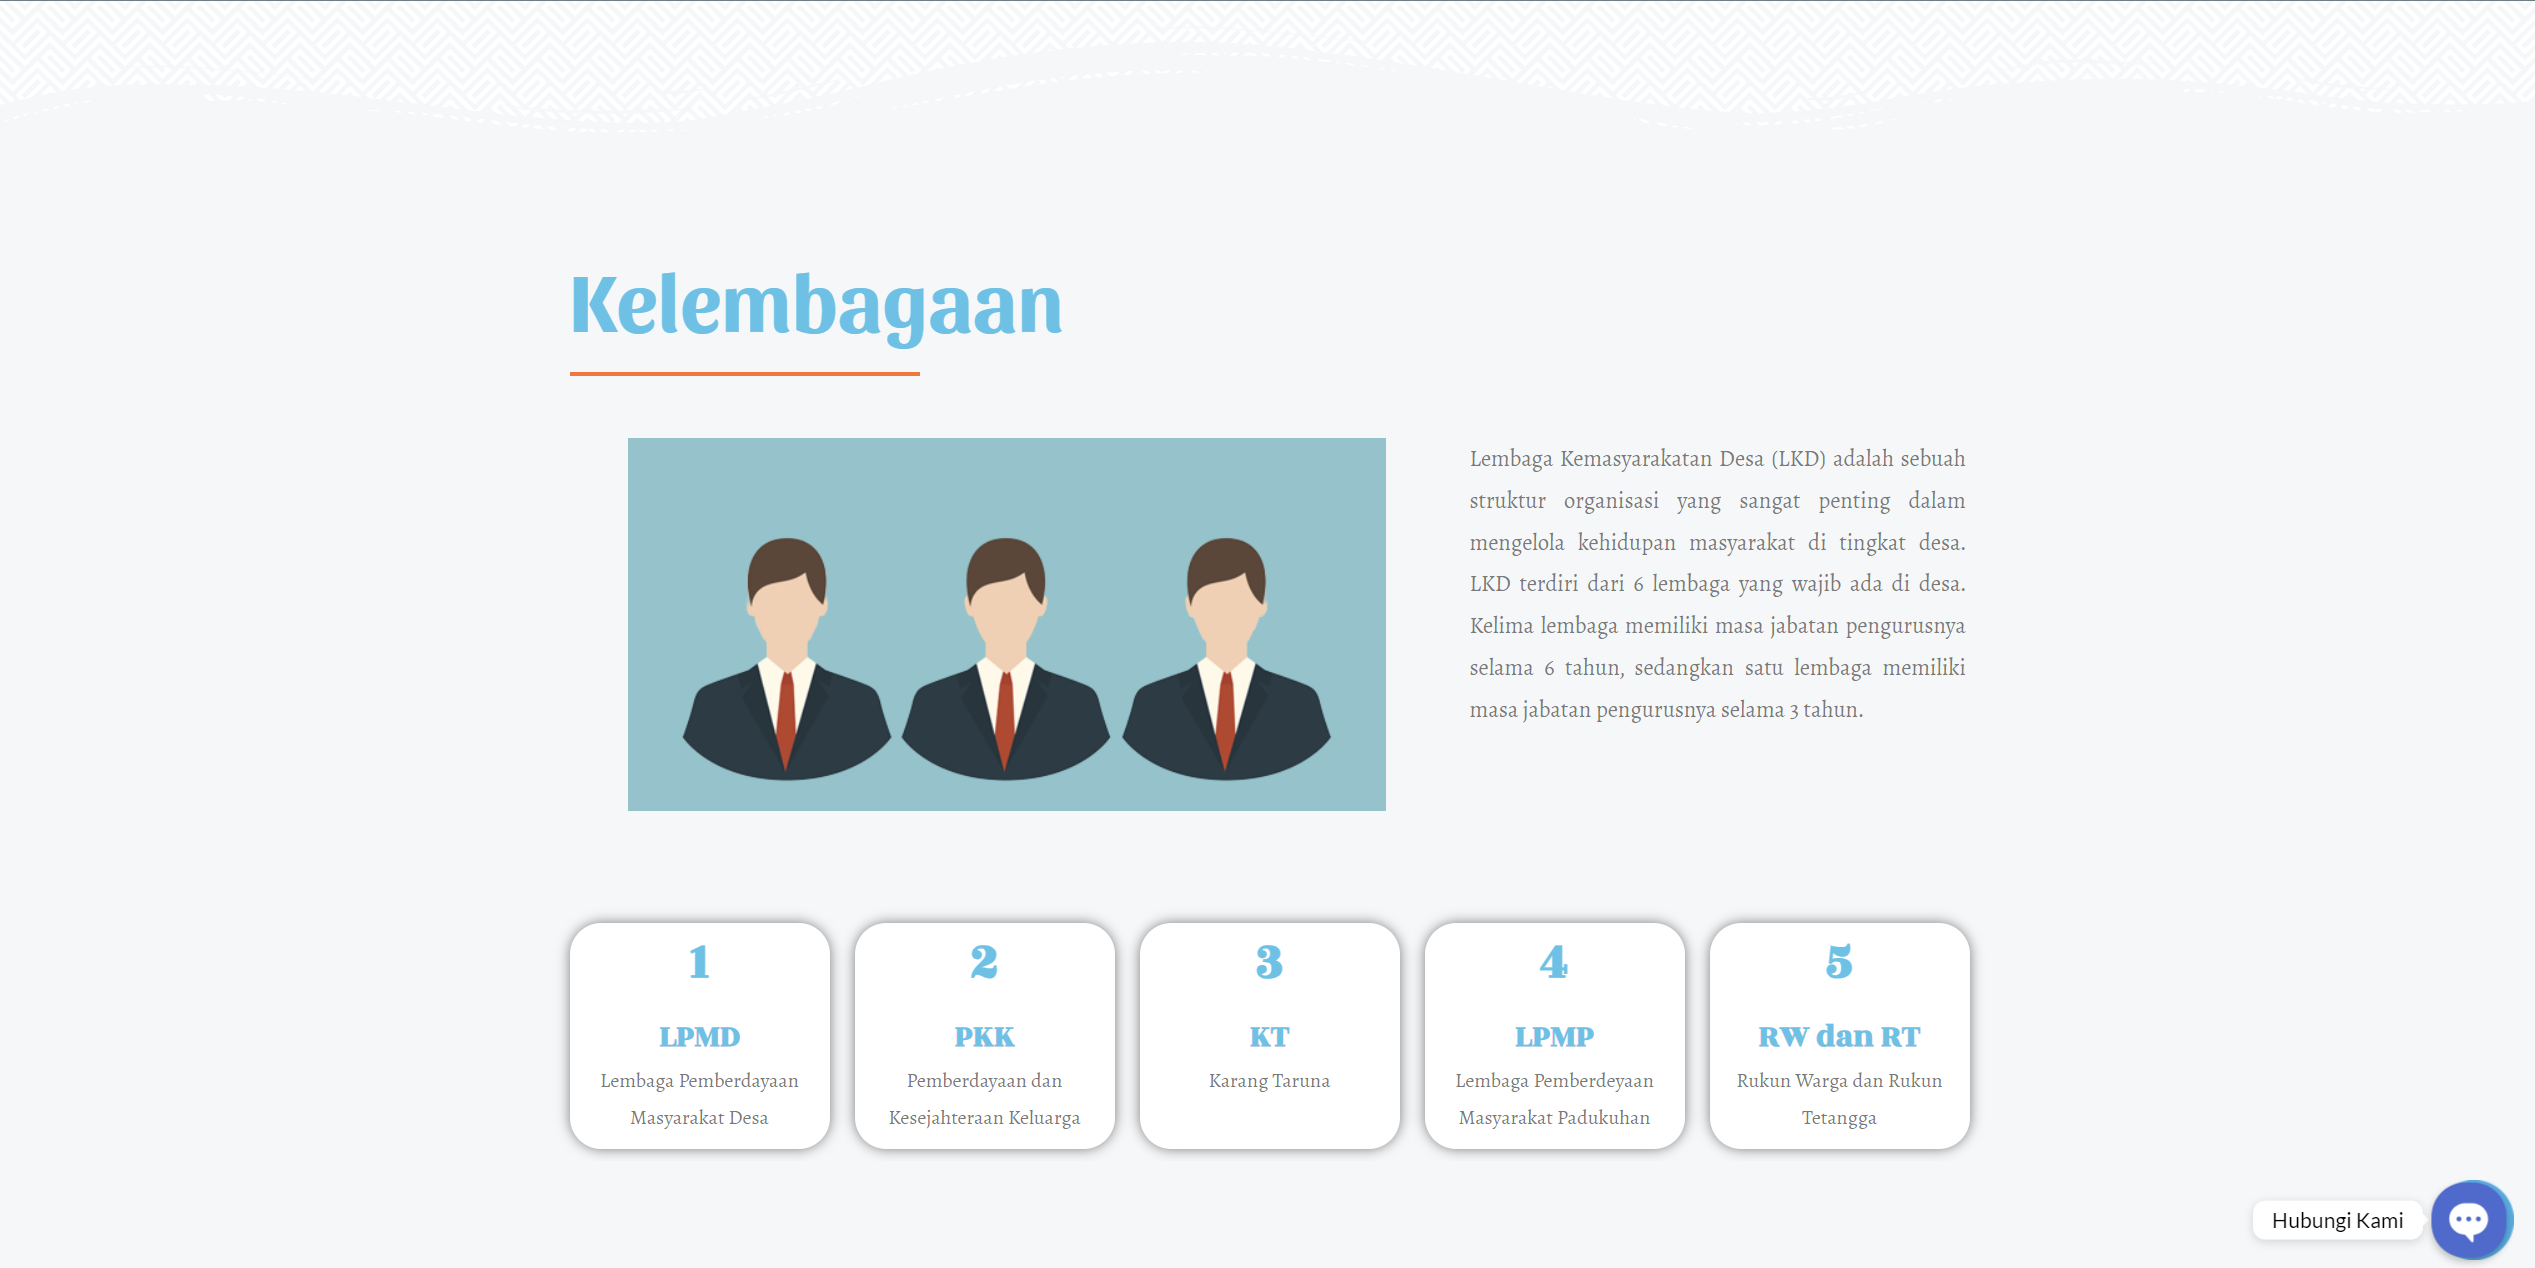 Kelembagaan
Lembaga Kemasyarakatan Desa (LKD) adalah sebuah
struktur organisasi yang sangat penting dalam
mengelola kehidupan masyarakat di tingkat desa.
LKD terdiri dari 6 lembaga yang wajib ada di desa.
Kelima lembaga memiliki masa jabatan pengurusnya
selama 6 tahun, sedangkan satu lembaga memiliki
masa jabatan pengurusnya selama 3 tahun.
1
LPMD
Lembaga Pemberdayaan
Masyarakat Desa
2
PKK
Pemberdayaan dan
Kesejahteraan Keluarga
3
KT
Karang Taruna
4
LPMP
Lembaga Pemberdeyaan
Masyarakat Padukuhan
5
RW dan RT
Rukun Warga dan Rukun
Tetangga
Hubungi Kami